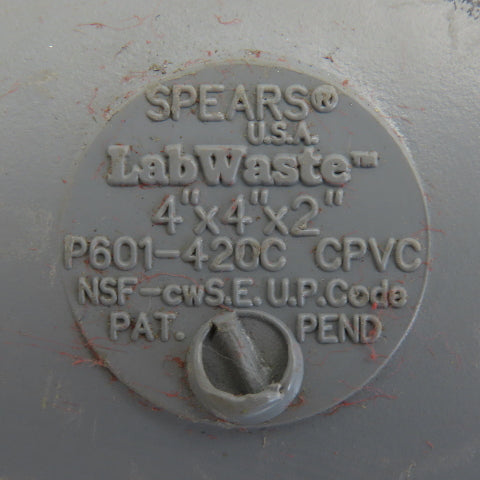 SPEARS®
U.S.A.
LabWaste™
4"x4"x2"
P601-420C CPVC
NSF-cwS.E. U.P.Code
PAT. PEND